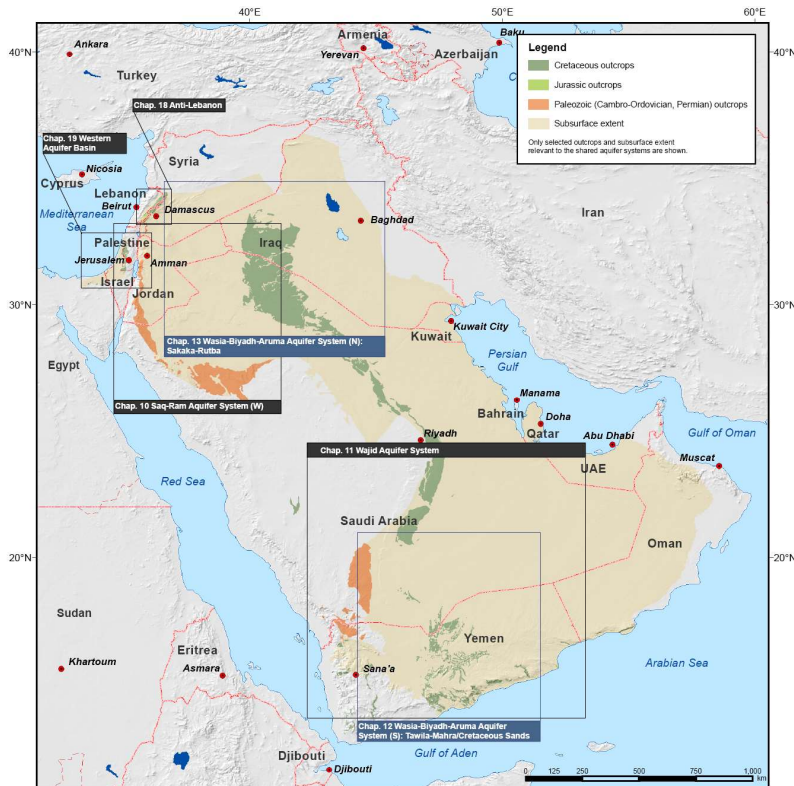 40°E
50°E
60°E
40°N
40°N
Ankara
Armenia
Baku
Yerevan
Azerbaijan
Turkey
C
Legend
Cretaceous outcrops
Jurassic outcrops
Paleozoic (Cambro-Ordovician, Permian) outcrops
Subsurface extent
Only selected outcrops and subsurface extent
relevant to the shared aquifer systems are shown.
Chap. 18 Anti-Lebanon
Chap. 19 Western
Aquifer Basin
Syria
Nicosia
Cyprus
Lebanon
Beirut
Damascus
Mediterranean
Sea
Baghdad
Iran
Palestine
Iraq
Jerusalem
Amman
Israel
Jordan
30°N
30°N
Kuwait City
Kuwait
Chap. 13 Wasia-Biyadh-Aruma Aquifer System (N):
Sakaka-Rutba
Egypt
Persian
Gulf
Chap. 10 Saq-Ram Aquifer System (W)
Manama
Bahrain
Doha
Qatar
Riyadh
Abu Dhabi
Gulf of Oman
Chap. 11 Wajid Aquifer System
Muscat
UAE
Red Sea
Saudi Arabia
Oman
20°N
20°N
Sudan
Yemen
Eritrea
Khartoum
Asmara
Sana'a
Arabian Sea
Chap. 12 Wasia-Biyadh-Aruma Aquifer
System (S): Tawila-Mahra/Cretaceous Sands
Djibouti
Gulf of Aden
Djibouti
0 125 250 500 750 1,000
km